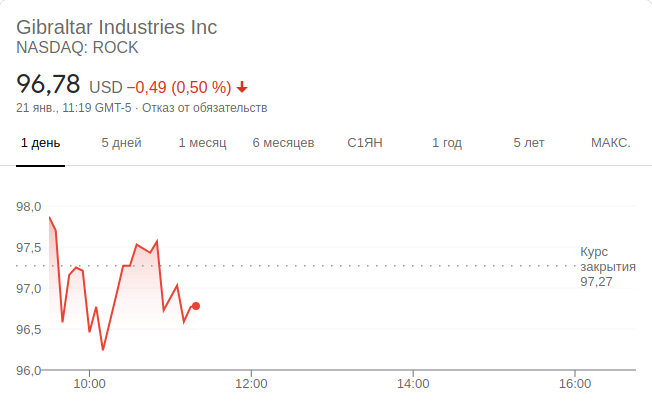 Gibraltar Industries Inc
NASDAQ: ROCK
96,78 USD −0,49 (0,50 %)
21 янв., 11:19 GMT-5 · Отказ от обязательств
1 день 5 дней 1 месяц 6 месяцев С1ЯН 1 год 5 лет МАКС.
98,0
97,5
97,0
96,5
96,0
Курс
закрытия
97,27
10:00 12:00 14:00 16:00